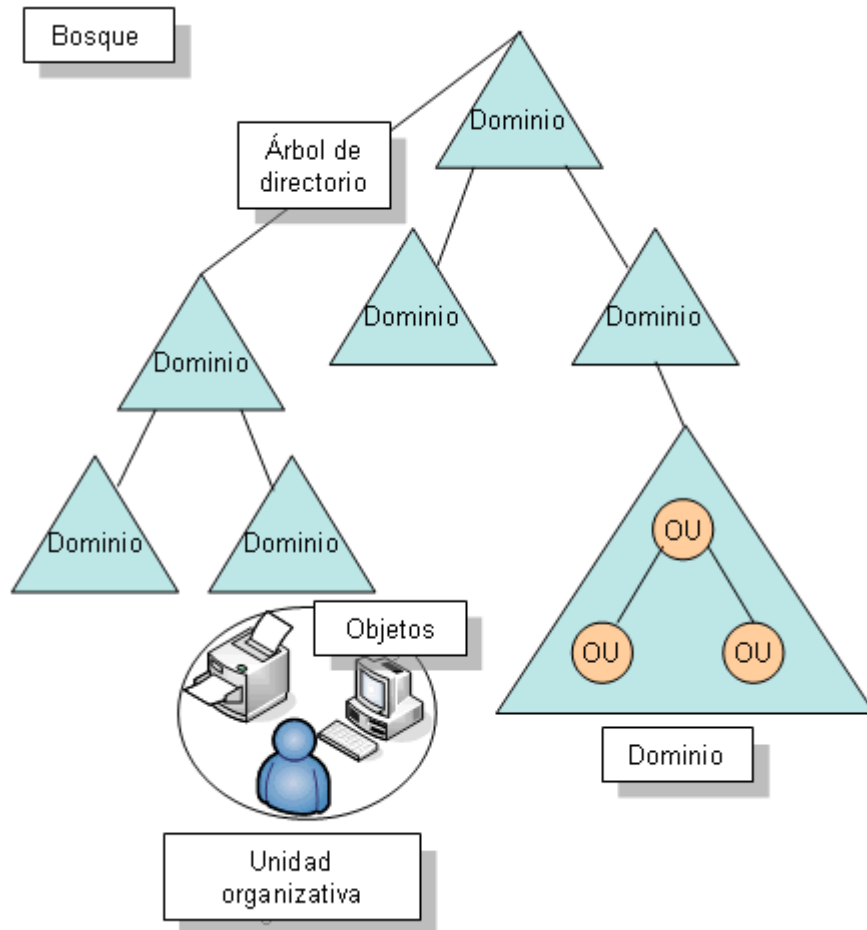 Bosque
Dominio
Árbol de
directorio
Dominio
Dominio
Dominio
Dominio
Dominio
OU
OU
OU
Objetos
Dominio
Unidad
organizativa